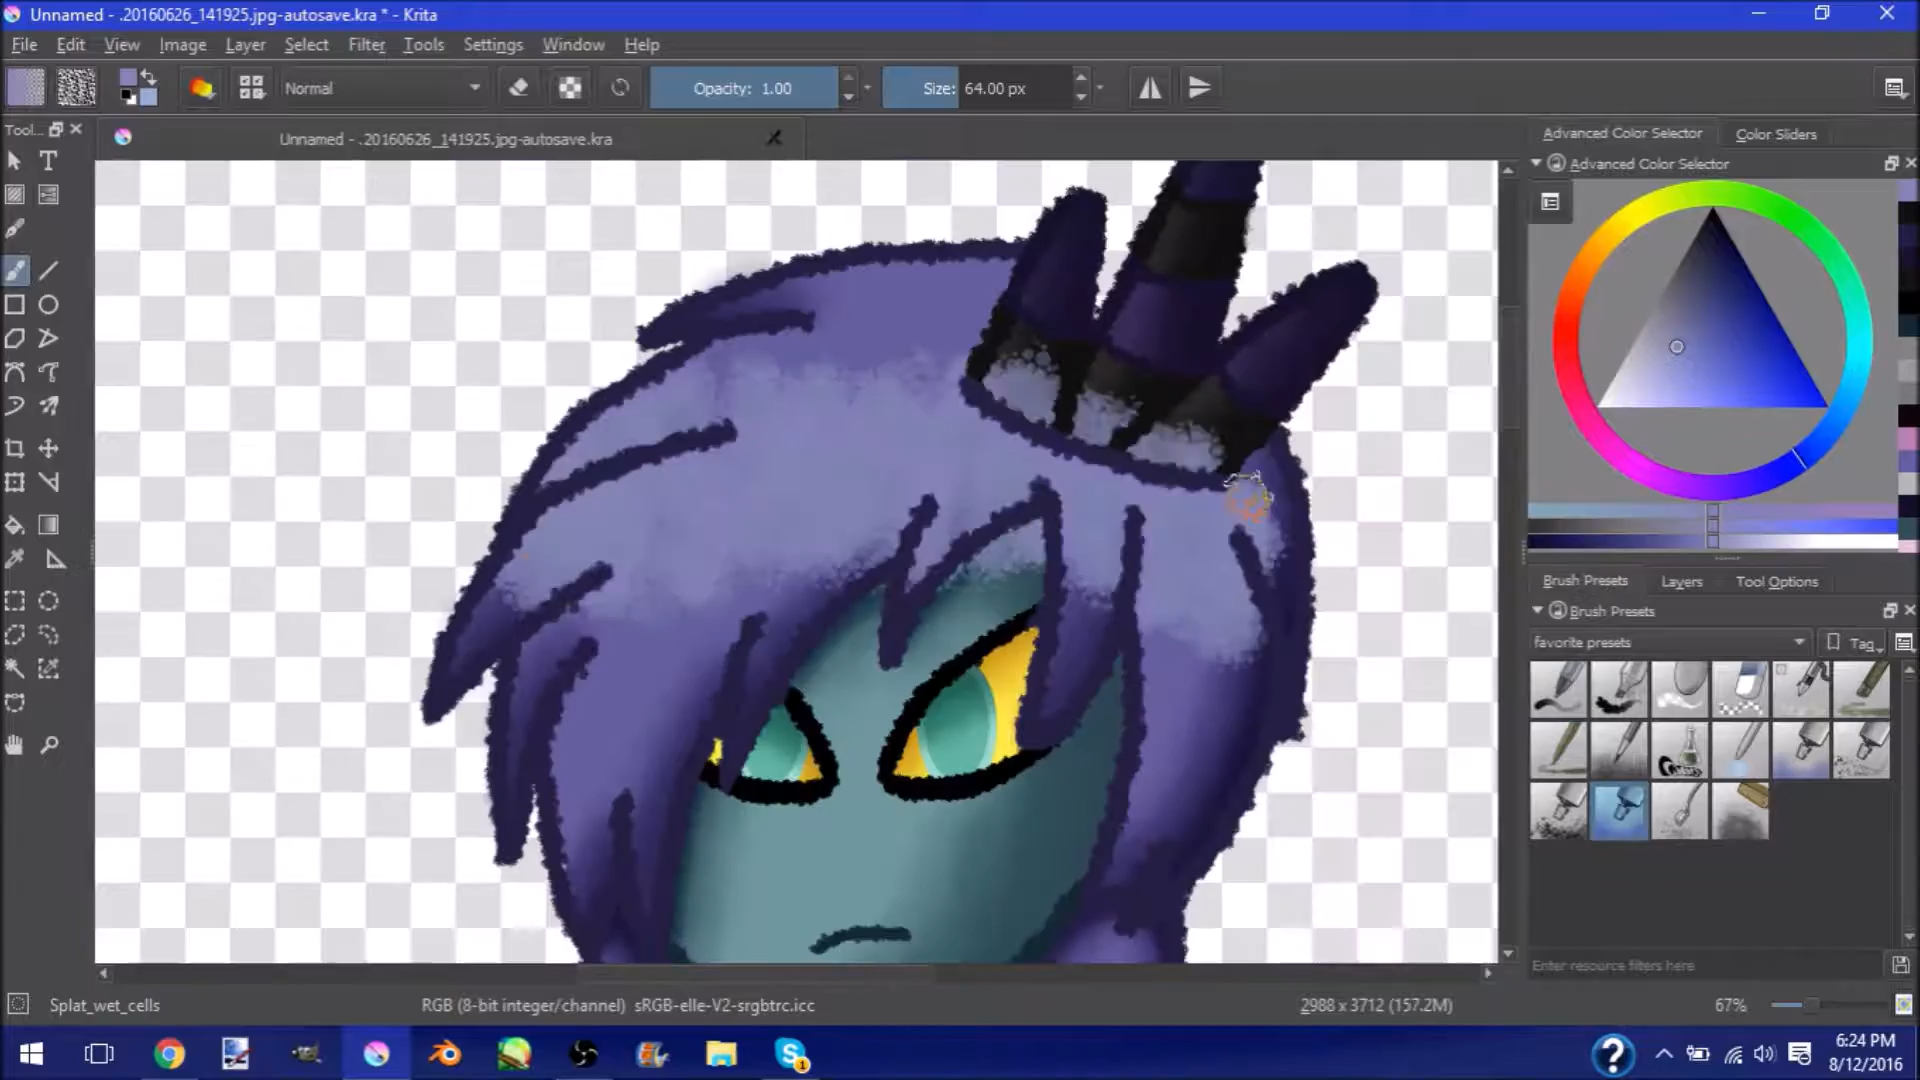 Unnamed - .20160626_141925.jpg-autosave.kra * - Krita
File Edit View Image Layer Select Filter Tools Settings Window Help
Normal Opacity: 1.00 Size: 64.00 px
Tool...
Unnamed - .20160626_141925.jpg-autosave.kra
Advanced Color Selector Color Sliders
Advanced Color Selector
Brush Presets Layers Tool Options
Brush Presets
favorite presets Tag
Enter resource filters here
Splat_wet_cells RGB (8-bit integer/channel) sRGB-elle-V2-srgbtrc.icc 2988 x 3712 (157.2M) 67%
6:24 PM
8/12/2016